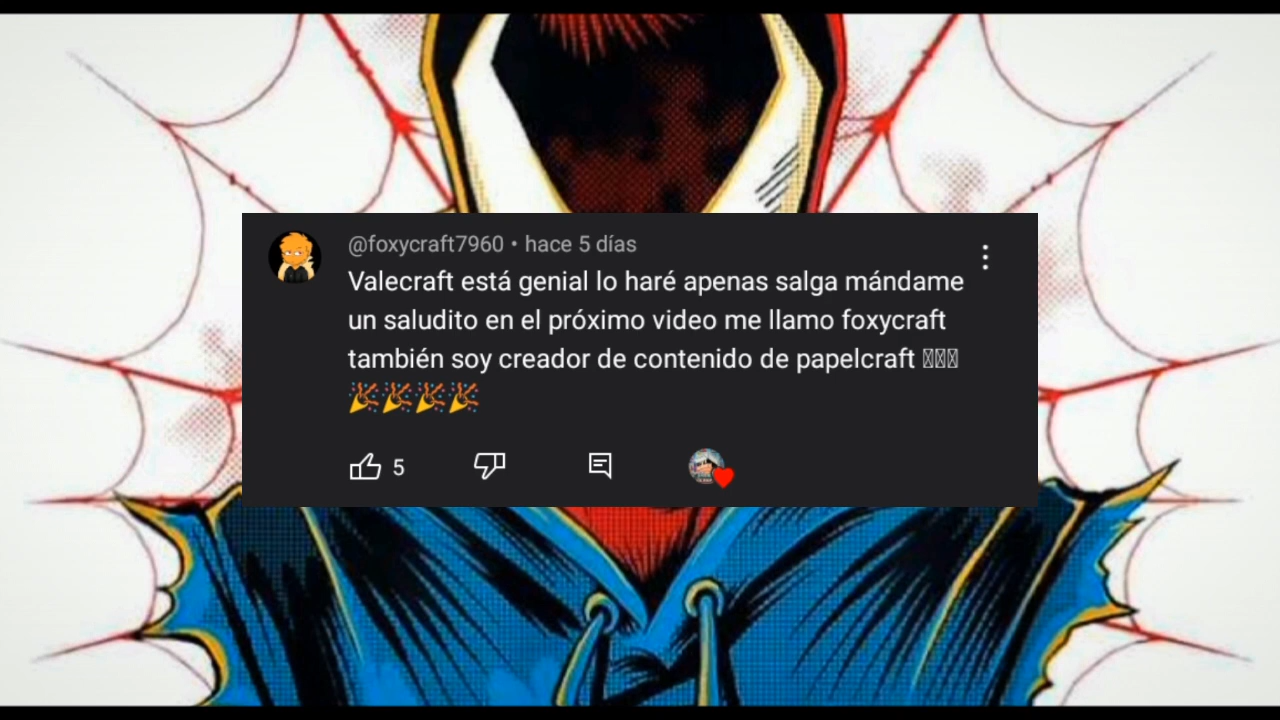 @foxycraft7960 • hace 5 días
Valecraft está genial lo haré apenas salga mándame
un saludito en el próximo video me llamo foxycraft
también soy creador de contenido de papelcraft
🎉🎉🎉🎉
5